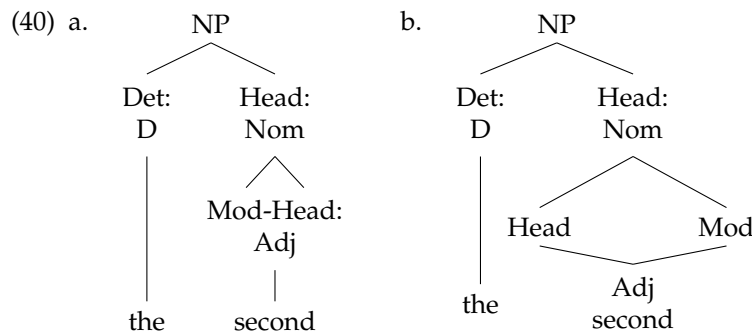 (40) a. NP b. NP
Det: Head: Det: Head:
D Nom D Nom
Mod-Head: Head Mod
Adj
Adj
the second the second